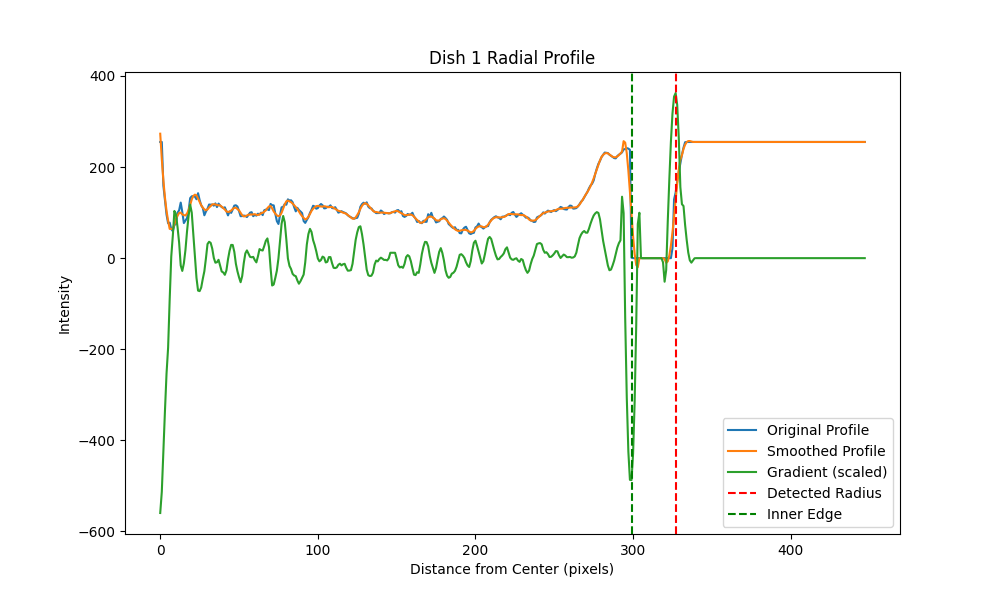 Dish 1 Radial Profile
400
200
0
−200
−400
−600
Intensity
0 100 200 300 400
Distance from Center (pixels)
Original Profile
Smoothed Profile
Gradient (scaled)
Detected Radius
Inner Edge